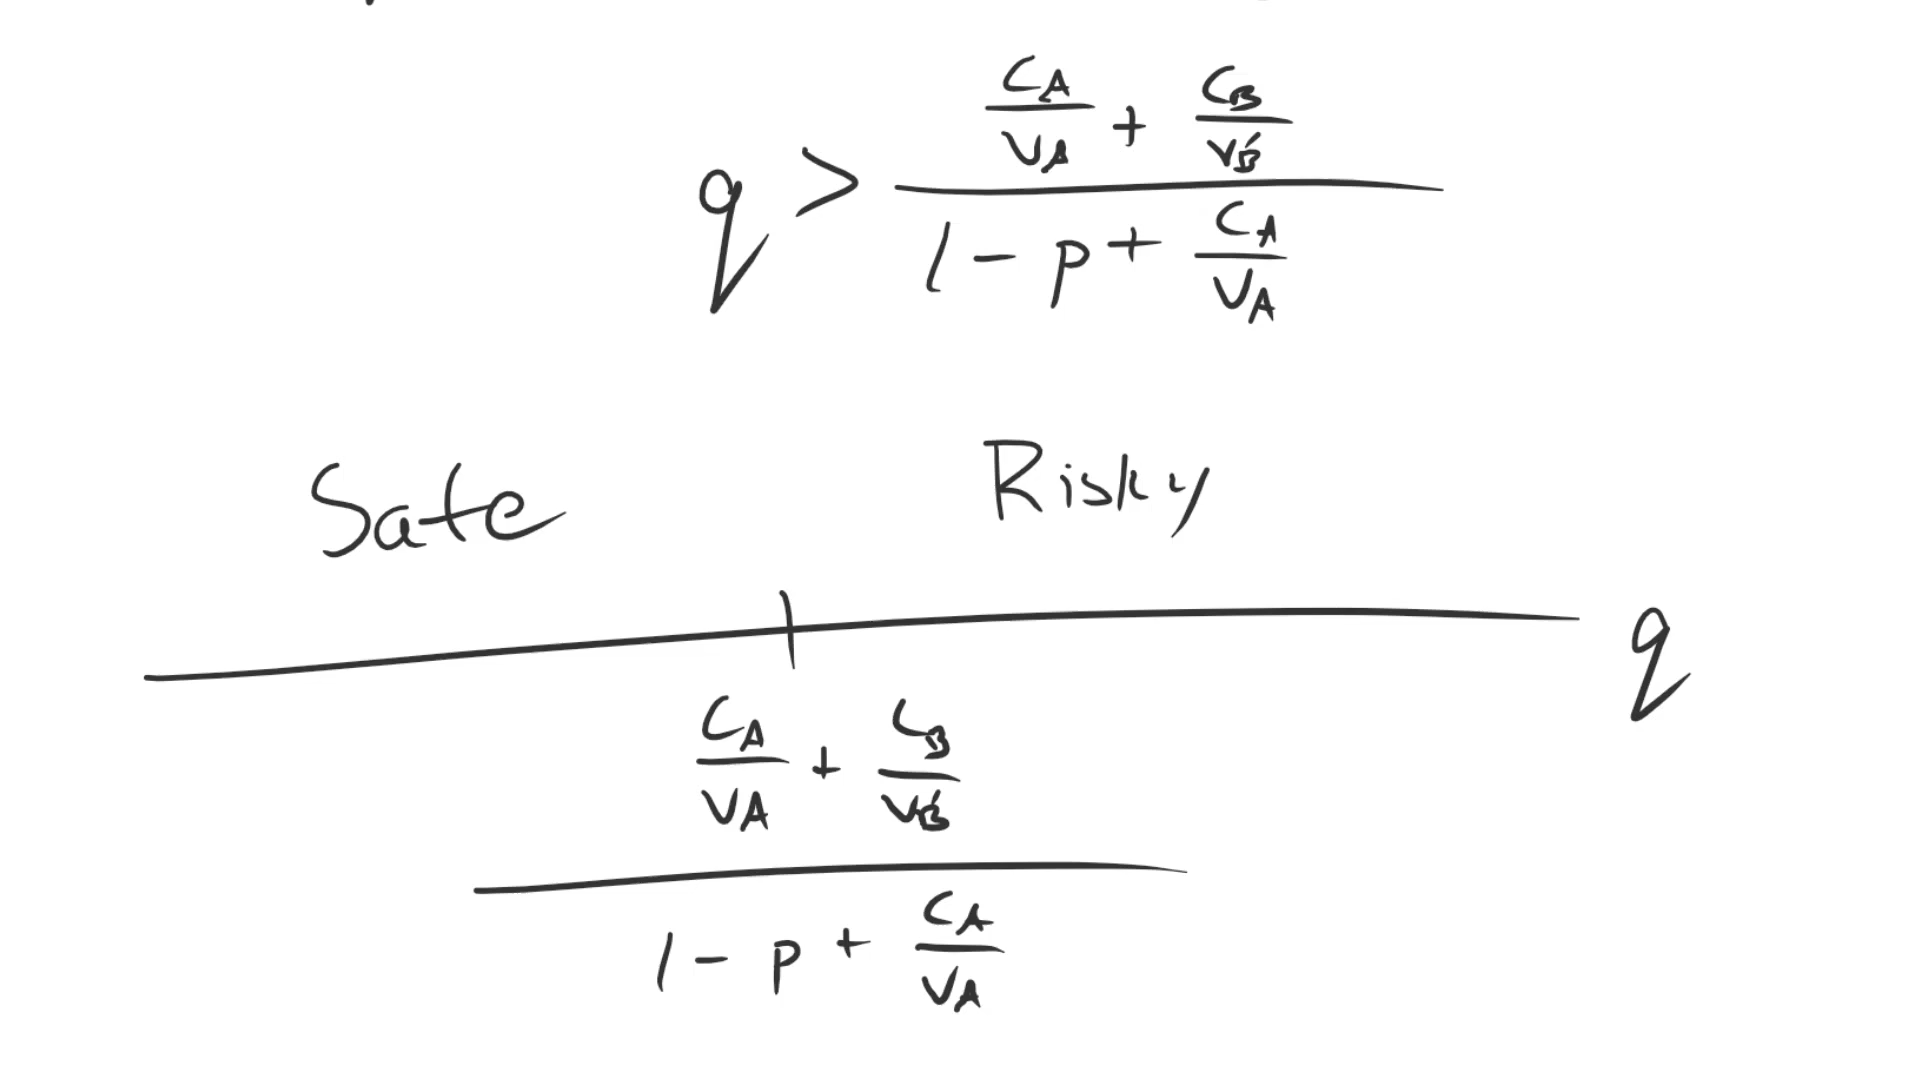 q > (C_A/V_A + C_B/V_B') / (1 - p + C_A/V_A)
Safe Risky
q
(C_A/V_A + C_B/V_B') / (1 - p + C_A/V_A)